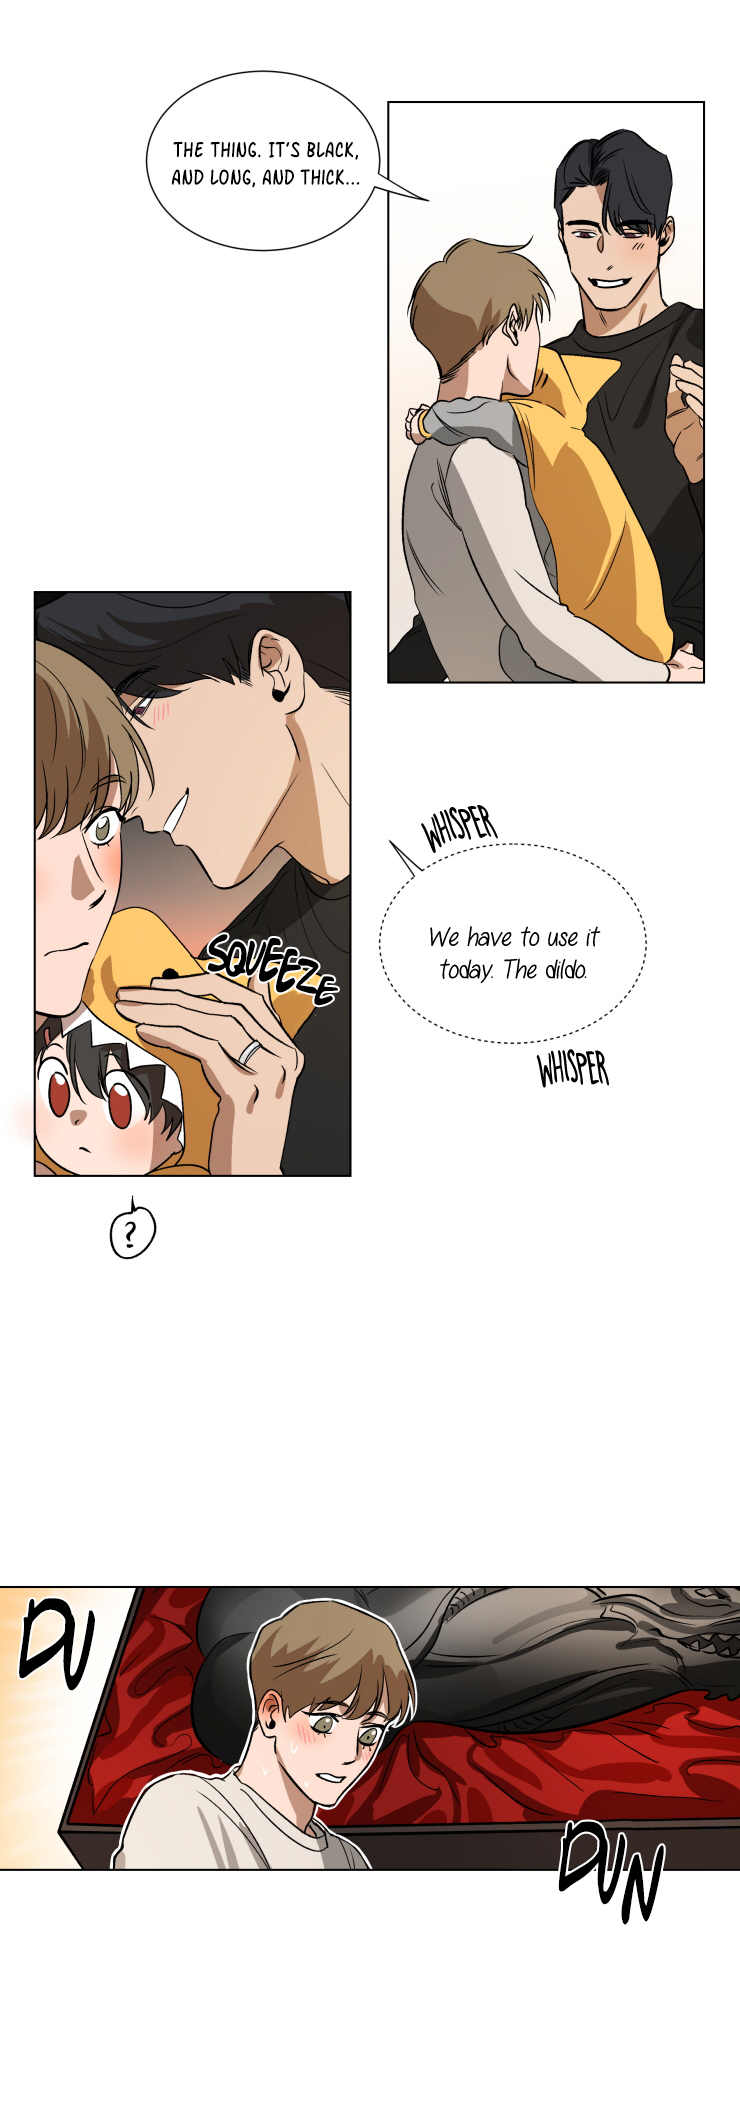 THE THING. IT'S BLACK,
AND LONG, AND THICK...
WHISPER
We have to use it
today. The dildo.
SQUEEZE
WHISPER
?
DU
DUN